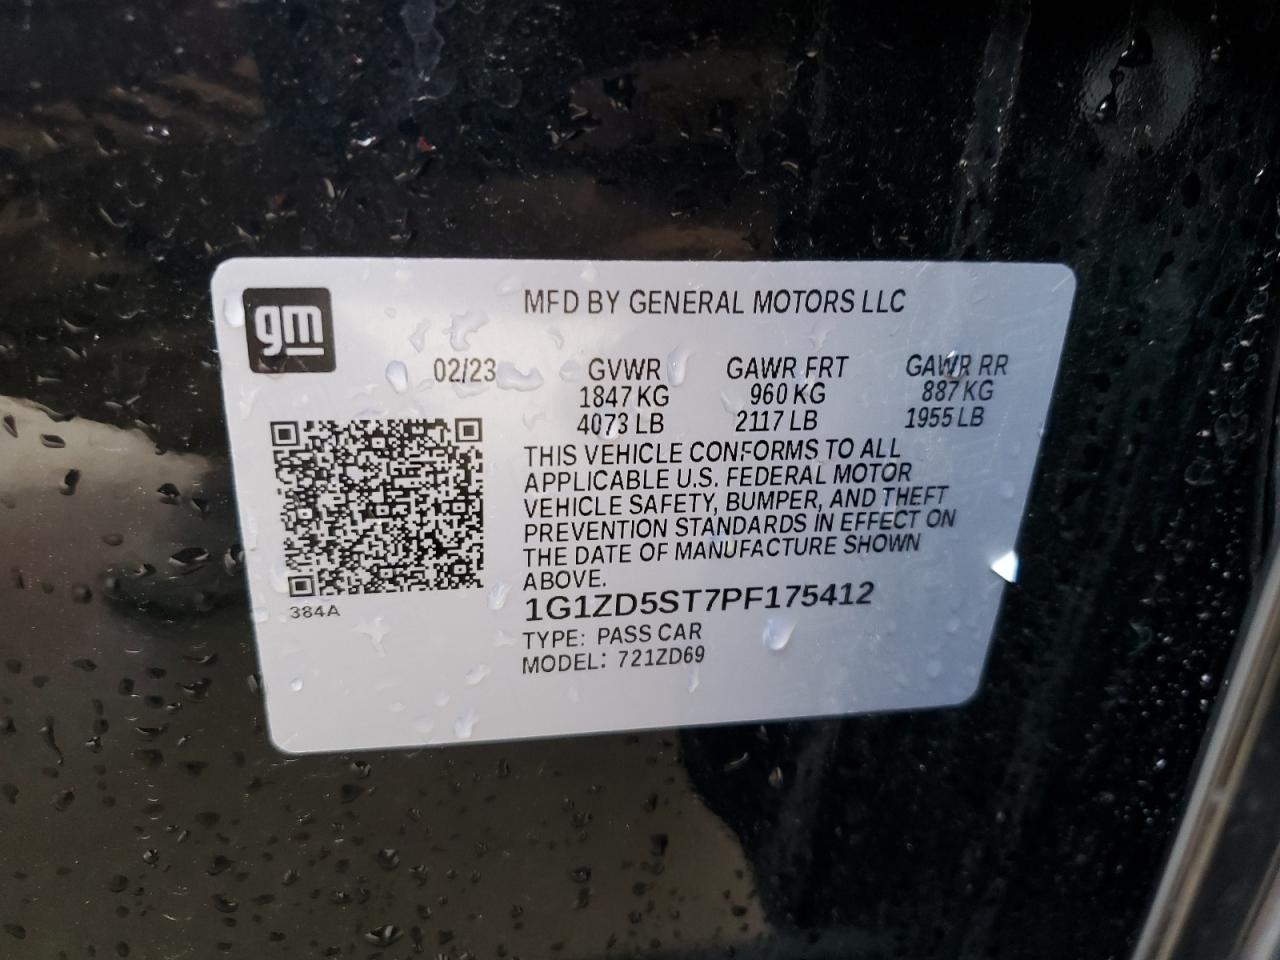 gm
MFD BY GENERAL MOTORS LLC
02/23 GVWR GAWR FRT GAWR RR
1847 KG 960 KG 887 KG
4073 LB 2117 LB 1955 LB
THIS VEHICLE CONFORMS TO ALL
APPLICABLE U.S. FEDERAL MOTOR
VEHICLE SAFETY, BUMPER, AND THEFT
PREVENTION STANDARDS IN EFFECT ON
THE DATE OF MANUFACTURE SHOWN
ABOVE.
384A
1G1ZD5ST7PF175412
TYPE: PASS CAR
MODEL: 721ZD69